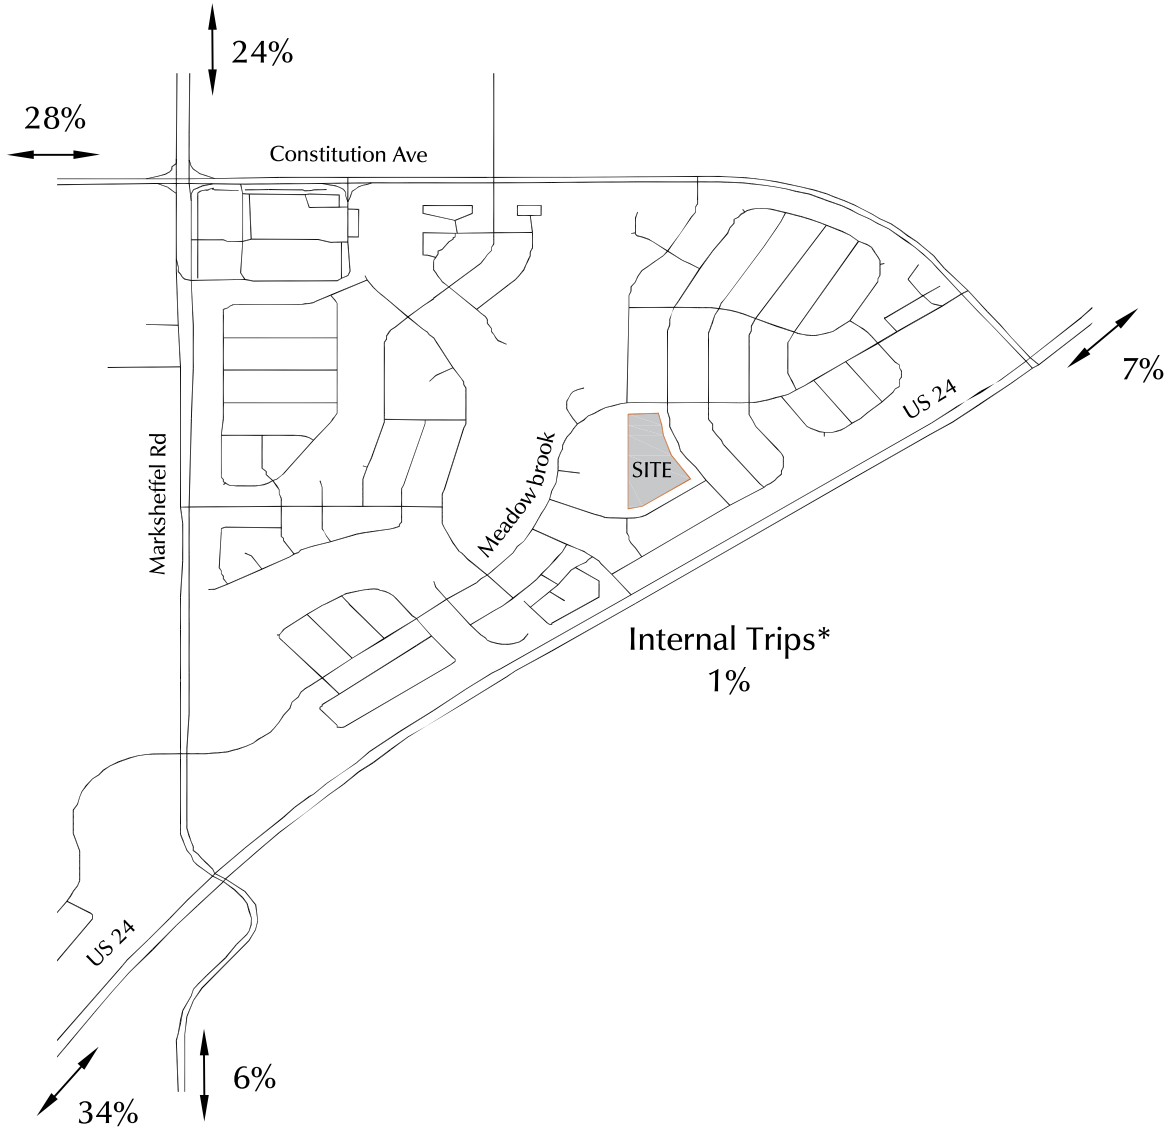 24%
28%
Constitution Ave
7%
US 24
Meadowbrook
SITE
Marksheffel Rd
Internal Trips*
1%
US 24
6%
34%